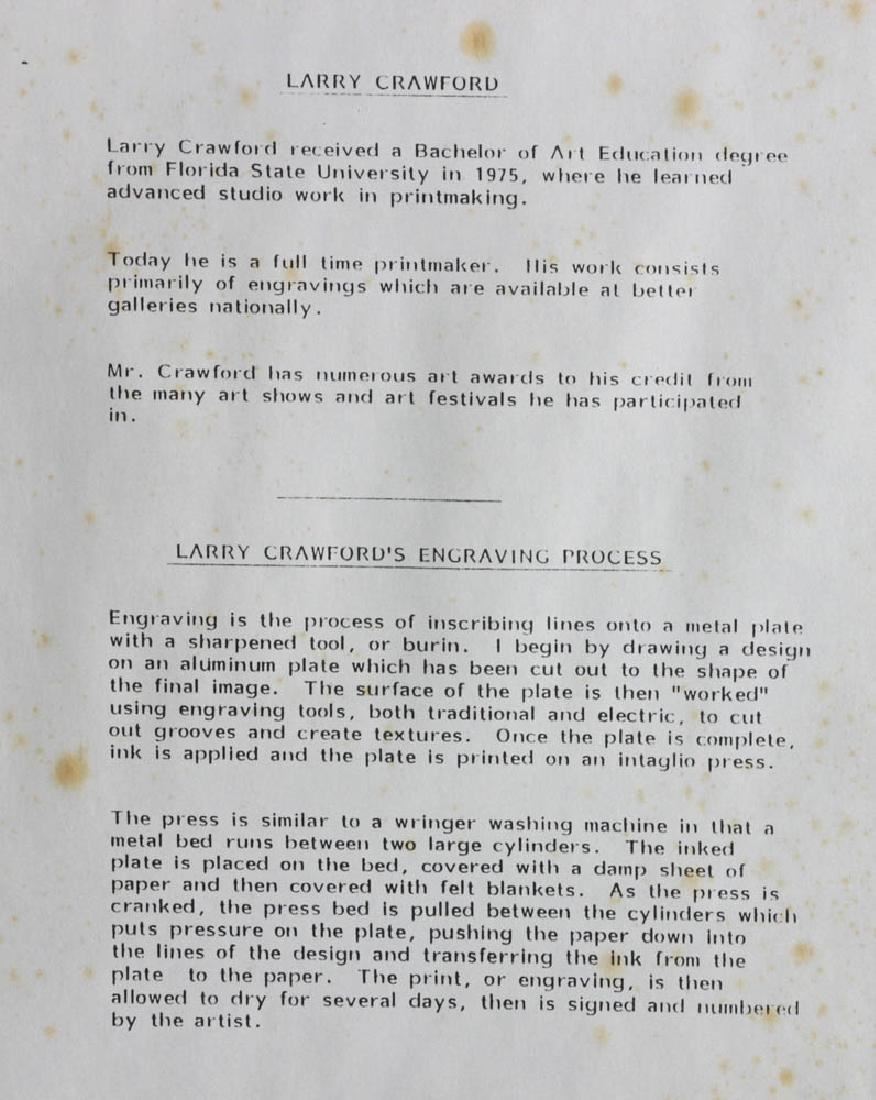 LARRY CRAWFORD
Larry Crawford received a Bachelor of Art Education degree
from Florida State University in 1975, where he learned
advanced studio work in printmaking.
Today he is a full time printmaker. His work consists
primarily of engravings which are available at better
galleries nationally.
Mr. Crawford has numerous art awards to his credit from
the many art shows and art festivals he has participated
in.
LARRY CRAWFORD'S ENGRAVING PROCESS
Engraving is the process of inscribing lines onto a metal plate
with a sharpened tool, or burin. I begin by drawing a design
on an aluminum plate which has been cut out to the shape of
the final image. The surface of the plate is then "worked"
using engraving tools, both traditional and electric, to cut
out grooves and create textures. Once the plate is complete,
ink is applied and the plate is printed on an intaglio press.
The press is similar to a wringer washing machine in that a
metal bed runs between two large cylinders. The inked
plate is placed on the bed, covered with a damp sheet of
paper and then covered with felt blankets. As the press is
cranked, the press bed is pulled between the cylinders which
puts pressure on the plate, pushing the paper down into
the lines of the design and transferring the ink from the
plate to the paper. The print, or engraving, is then
allowed to dry for several days, then is signed and numbered
by the artist.